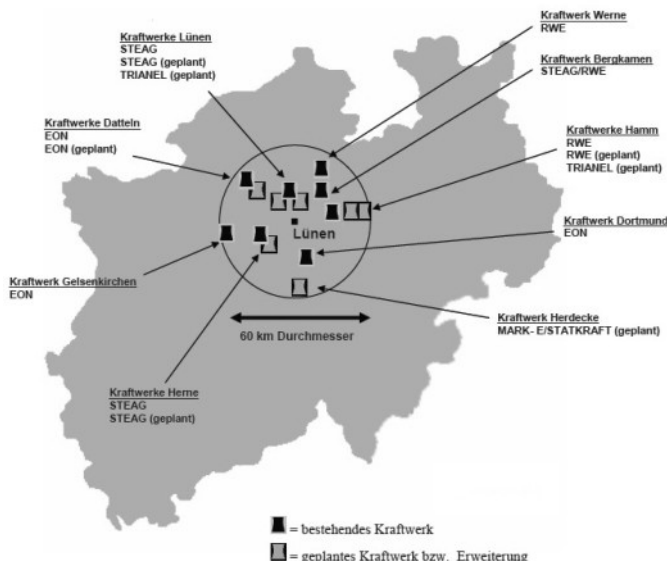 Kraftwerk Werne
RWE
Kraftwerke Lünen
STEAG
STEAG (geplant)
TRIANEL (geplant)
Kraftwerk Bergkamen
STEAG/RWE
Kraftwerke Datteln
EON
EON (geplant)
Kraftwerke Hamm
RWE
RWE (geplant)
TRIANEL (geplant)
Lünen
Kraftwerk Dortmund
EON
Kraftwerk Gelsenkirchen
EON
Kraftwerk Herdecke
MARK- E/STATKRAFT (geplant)
60 km Durchmesser
Kraftwerke Herne
STEAG
STEAG (geplant)
= bestehendes Kraftwerk
= geplantes Kraftwerk bzw. Erweiterung